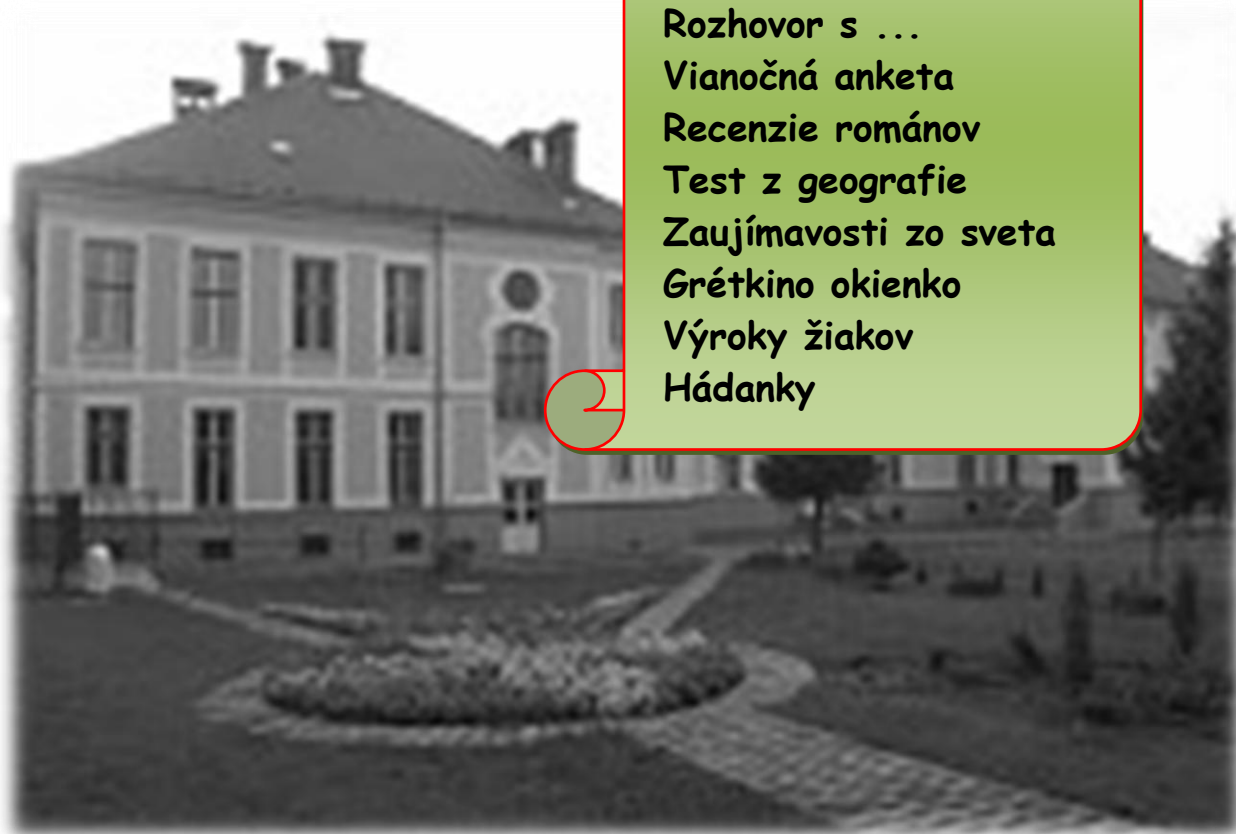 Rozhovor s ...
Vianočná anketa
Recenzie románov
Test z geografie
Zaujímavosti zo sveta
Grétkino okienko
Výroky žiakov
Hádanky